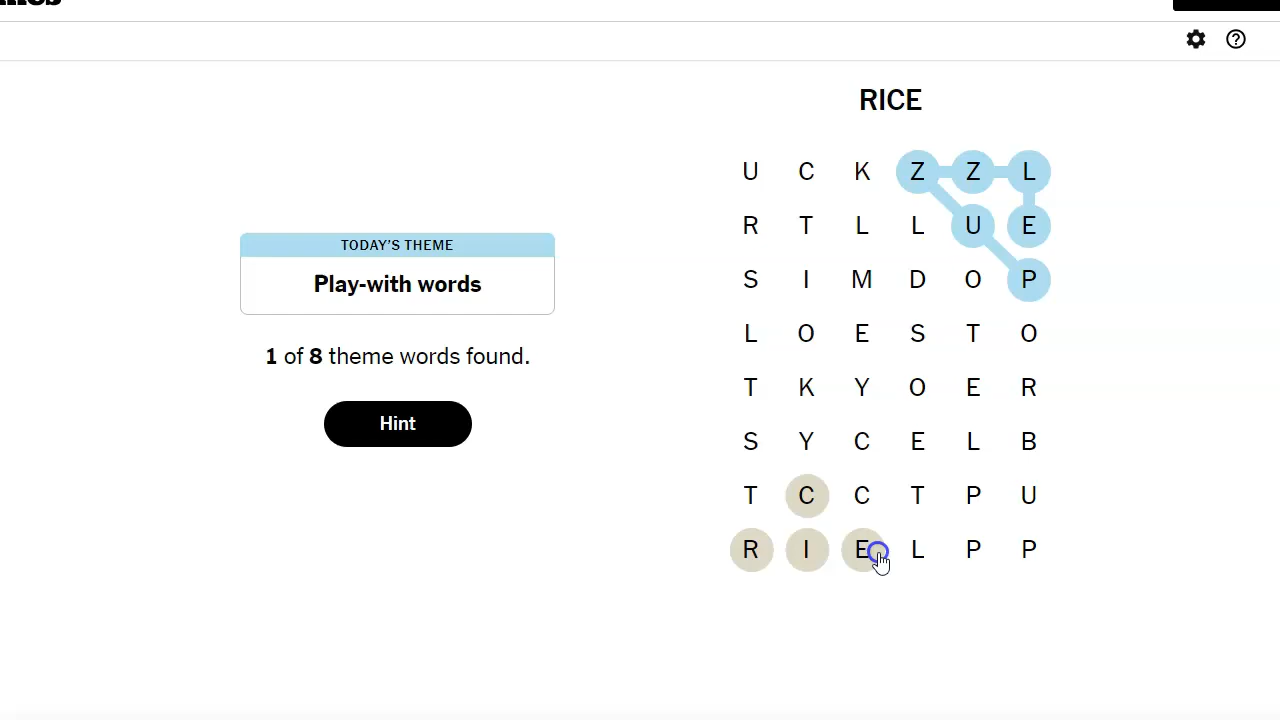 RICE
U C K Z Z L
R T L L U E
TODAY'S THEME
Play-with words
S I M D O P
L O E S T O
1 of 8 theme words found.
T K Y O E R
Hint
S Y C E L B
T C C T P U
R I E L P P